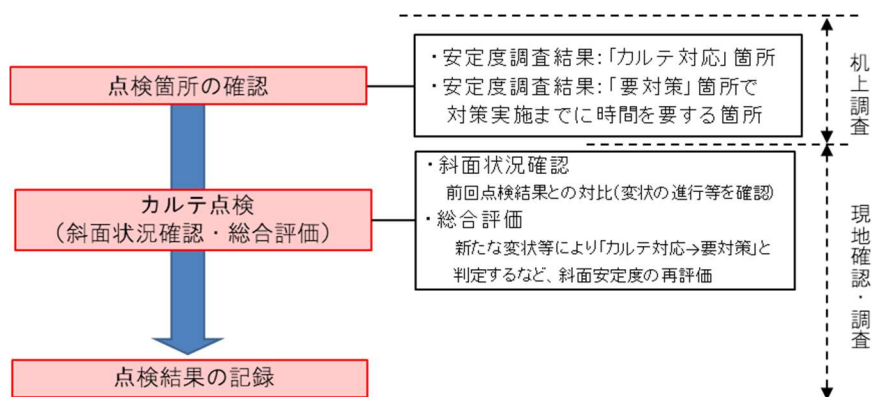 点検箇所の確認
・安定度調査結果：「カルテ対応」箇所
・安定度調査結果：「要対策」箇所で
対策実施までに時間を要する箇所
机上調査
カルテ点検
（斜面状況確認・総合評価）
・斜面状況確認
前回点検結果との対比(変状の進行等を確認)
・総合評価
新たな変状等により「カルテ対応→要対策」と
判定するなど、斜面安定度の再評価
現地確認・調査
点検結果の記録